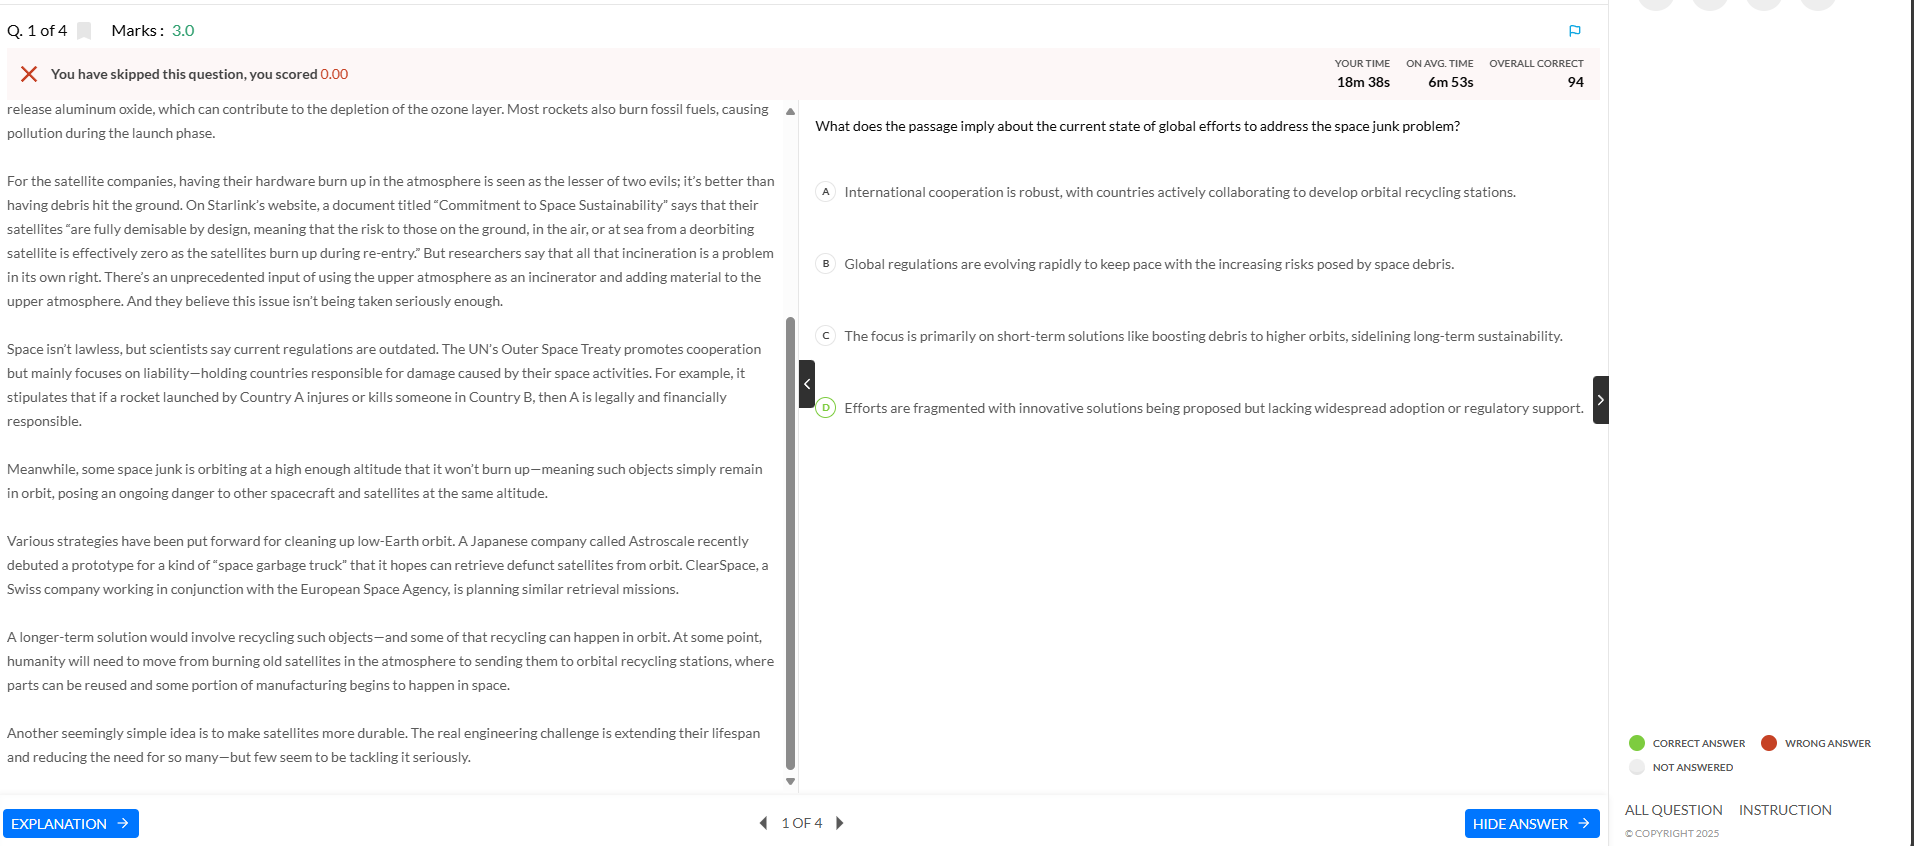 Q. 1 of 4 Marks : 3.0
You have skipped this question, you scored 0.00
YOUR TIME ON AVG. TIME OVERALL CORRECT
18m 38s 6m 53s 94
release aluminum oxide, which can contribute to the depletion of the ozone layer. Most rockets also burn fossil fuels, causing
pollution during the launch phase.
For the satellite companies, having their hardware burn up in the atmosphere is seen as the lesser of two evils; it’s better than
having debris hit the ground. On Starlink’s website, a document titled “Commitment to Space Sustainability” says that their
satellites “are fully demisable by design, meaning that the risk to those on the ground, in the air, or at sea from a deorbiting
satellite is effectively zero as the satellites burn up during re-entry.” But researchers say that all that incineration is a problem
in its own right. There’s an unprecedented input of using the upper atmosphere as an incinerator and adding material to the
upper atmosphere. And they believe this issue isn’t being taken seriously enough.
Space isn’t lawless, but scientists say current regulations are outdated. The UN’s Outer Space Treaty promotes cooperation
but mainly focuses on liability—holding countries responsible for damage caused by their space activities. For example, it
stipulates that if a rocket launched by Country A injures or kills someone in Country B, then A is legally and financially
responsible.
Meanwhile, some space junk is orbiting at a high enough altitude that it won’t burn up—meaning such objects simply remain
in orbit, posing an ongoing danger to other spacecraft and satellites at the same altitude.
Various strategies have been put forward for cleaning up low-Earth orbit. A Japanese company called Astroscale recently
debuted a prototype for a kind of “space garbage truck” that it hopes can retrieve defunct satellites from orbit. ClearSpace, a
Swiss company working in conjunction with the European Space Agency, is planning similar retrieval missions.
A longer-term solution would involve recycling such objects—and some of that recycling can happen in orbit. At some point,
humanity will need to move from burning old satellites in the atmosphere to sending them to orbital recycling stations, where
parts can be reused and some portion of manufacturing begins to happen in space.
Another seemingly simple idea is to make satellites more durable. The real engineering challenge is extending their lifespan
and reducing the need for so many—but few seem to be tackling it seriously.
What does the passage imply about the current state of global efforts to address the space junk problem?
A International cooperation is robust, with countries actively collaborating to develop orbital recycling stations.
B Global regulations are evolving rapidly to keep pace with the increasing risks posed by space debris.
C The focus is primarily on short-term solutions like boosting debris to higher orbits, sidelining long-term sustainability.
D Efforts are fragmented with innovative solutions being proposed but lacking widespread adoption or regulatory support.
EXPLANATION
1 OF 4
HIDE ANSWER
CORRECT ANSWER WRONG ANSWER
NOT ANSWERED
ALL QUESTION INSTRUCTION
© COPYRIGHT 2025